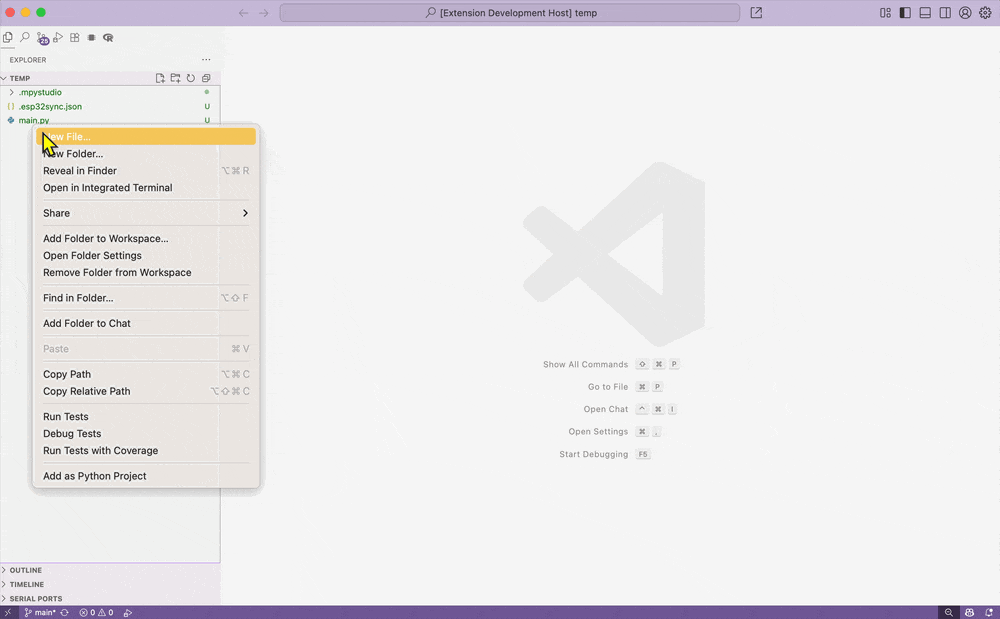 [Extension Development Host] temp
26
EXPLORER
TEMP
.mpystudio
.esp32sync.json U
main.py U
New File...
New Folder...
Reveal in Finder ⌥⌘R
Open in Integrated Terminal
Share
Add Folder to Workspace...
Open Folder Settings
Remove Folder from Workspace
Find in Folder... ⌥⇧F
Add Folder to Chat
Paste ⌘V
Copy Path ⌥⌘C
Copy Relative Path ⌥⇧⌘C
Run Tests
Debug Tests
Run Tests with Coverage
Add as Python Project
Show All Commands ⇧ ⌘ P
Go to File ⌘ P
Open Chat ^ ⌘ I
Open Settings ⌘ ,
Start Debugging F5
OUTLINE
TIMELINE
SERIAL PORTS
main* 0 0